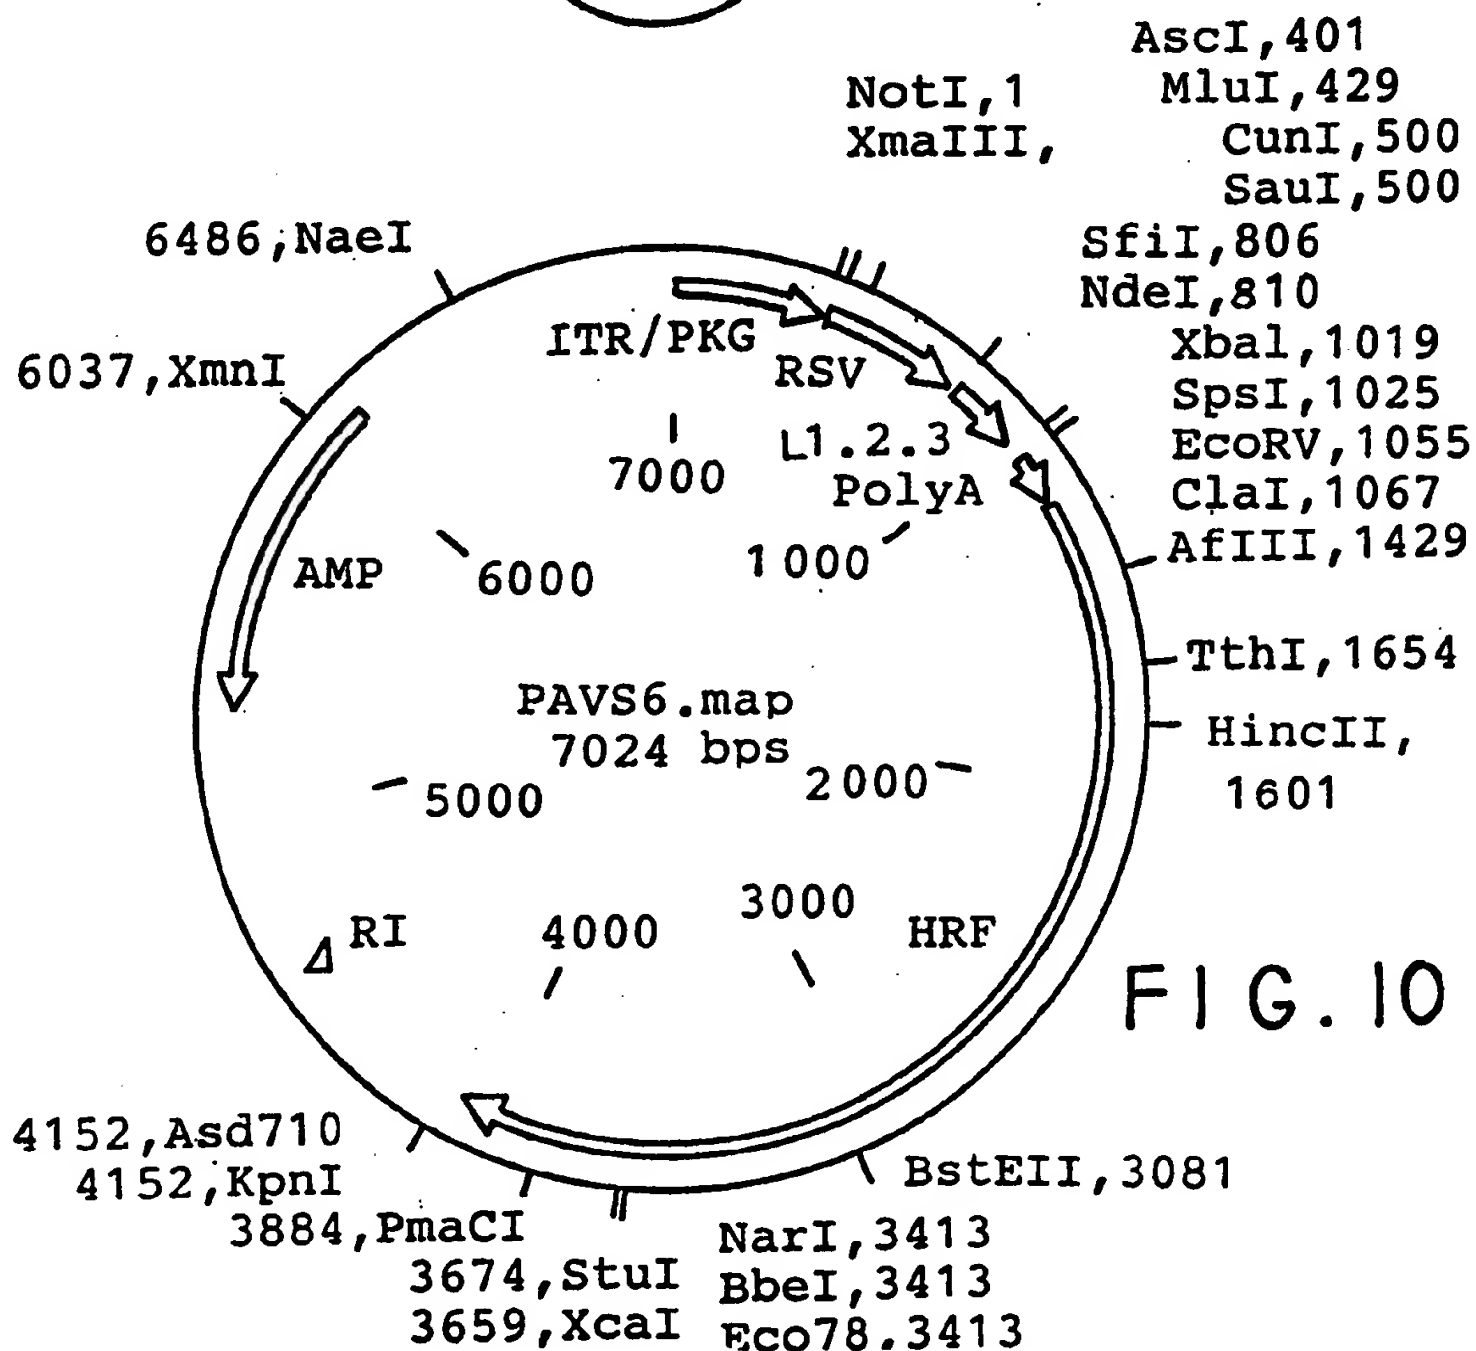 AscI,401
NotI,1
MluI,429
XmaIII,
CunI,500
SauI,500
6486,NaeI
SfiI,806
NdeI,810
ITR/PKG
XbaI,1019
6037,XmnI
RSV
SpsI,1025
L1.2.3
EcoRV,1055
7000
PolyA
ClaI,1067
AfIII,1429
1000
AMP
6000
TthI,1654
PAVS6.map
HincII,
7024 bps
1601
2000
5000
3000
HRF
RI
4000
FIG.10
4152,Asd710
BstEII,3081
4152,KpnI
3884,PmaCI
NarI,3413
3674,StuI
BbeI,3413
3659,XcaI
Eco78,3413